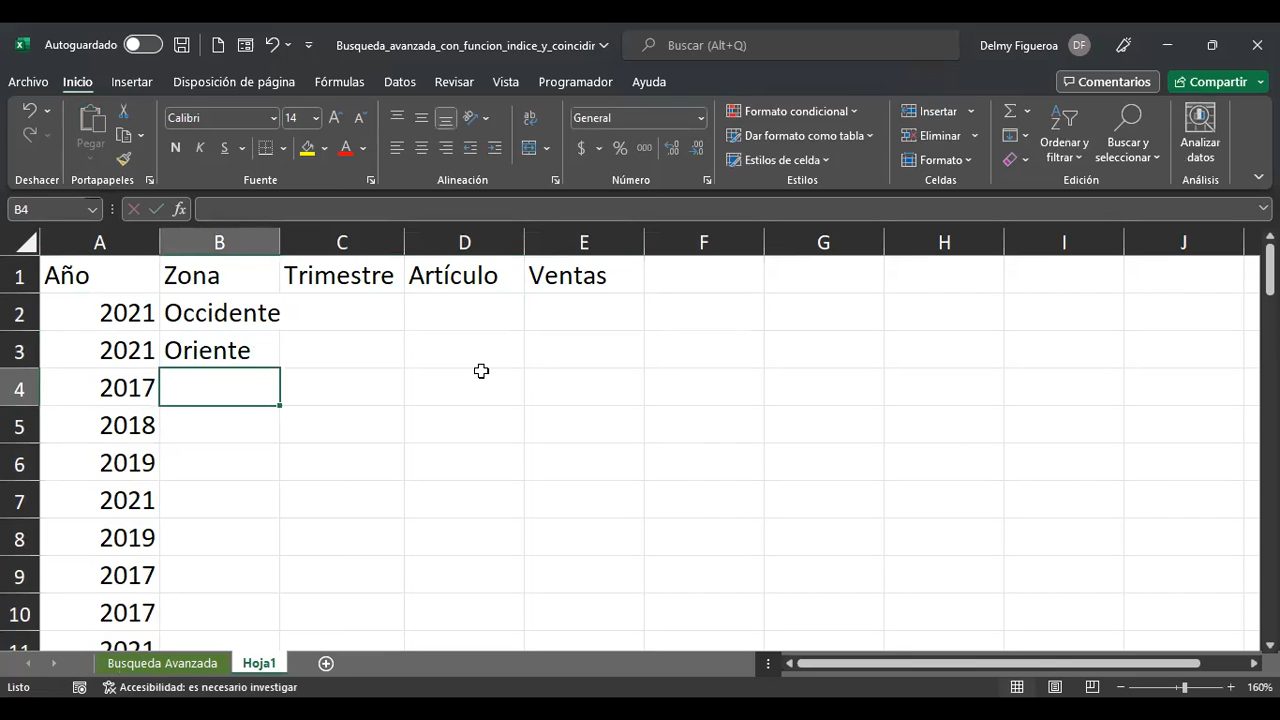 Autoguardado Busqueda_avanzada_con_funcion_indice_y_coincidir Buscar (Alt+Q) Delmy Figueroa DF
Archivo Inicio Insertar Disposición de página Fórmulas Datos Revisar Vista Programador Ayuda Comentarios Compartir
Calibri 14 General Formato condicional Insertar
Pegar Dar formato como tabla Eliminar Ordenar y filtrar Buscar y seleccionar Analizar datos
N K S $ % 000 Estilos de celda Formato
Deshacer Portapapeles Fuente Alineación Número Estilos Celdas Edición Análisis
B4 fx
A B C D E F G H I J
1 Año Zona Trimestre Artículo Ventas
2 2021 Occidente
3 2021 Oriente
4 2017
5 2018
6 2019
7 2021
8 2019
9 2017
10 2017
11 2021
Busqueda Avanzada Hoja1
Listo Accesibilidad: es necesario investigar 160%